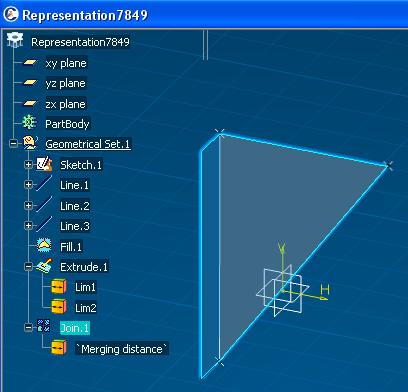 Representation7849
Representation7849
xy plane
yz plane
zx plane
PartBody
Geometrical Set.1
Sketch.1
Line.1
Line.2
Line.3
Fill.1
Extrude.1
Lim1
Lim2
Join.1
`Merging distance`
V
H